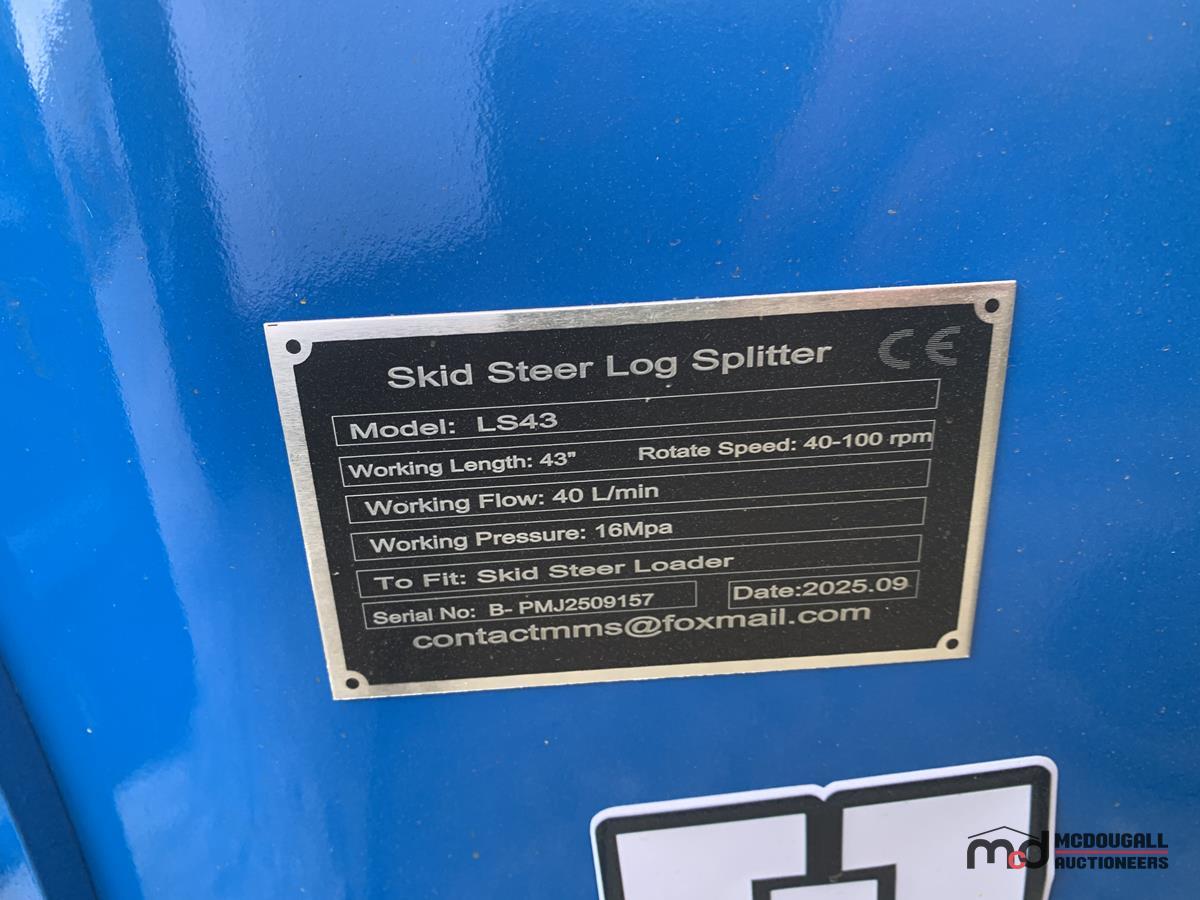 Skid Steer Log Splitter CE
Model: LS43
Working Length: 43" Rotate Speed: 40-100 rpm
Working Flow: 40 L/min
Working Pressure: 16Mpa
To Fit: Skid Steer Loader
Serial No: B- PMJ2509157 Date:2025.09
contactmms@foxmail.com
mcd MCDOUGALL
AUCTIONEERS